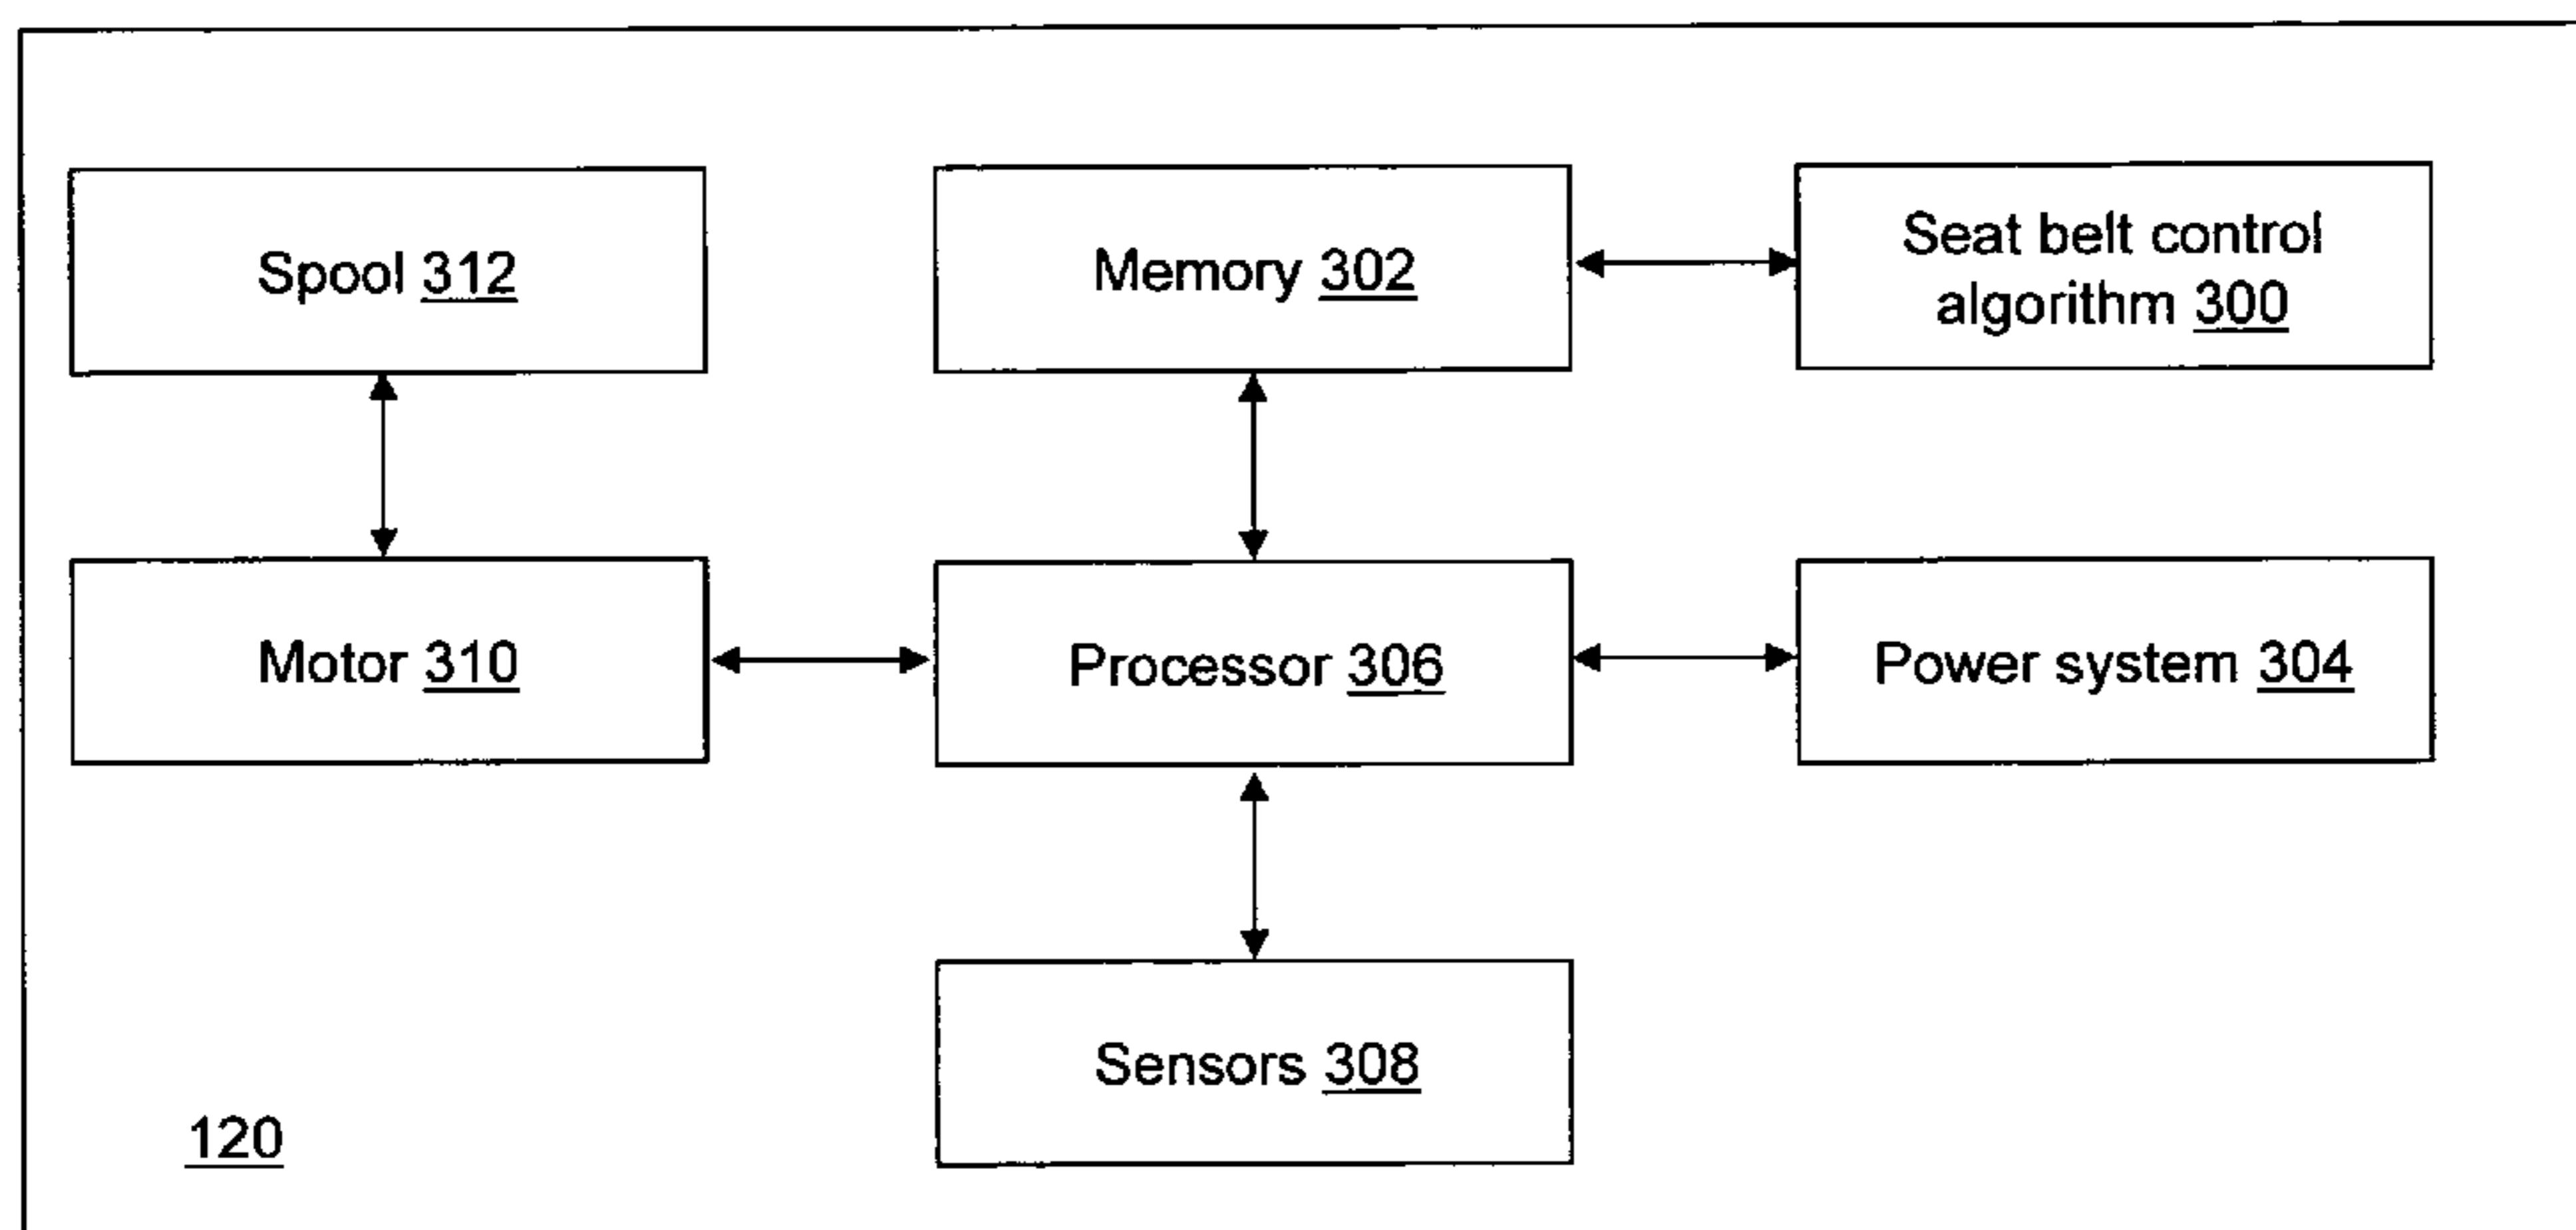 Spool 312
Memory 302
Seat belt control
algorithm 300
Motor 310
Processor 306
Power system 304
Sensors 308
120